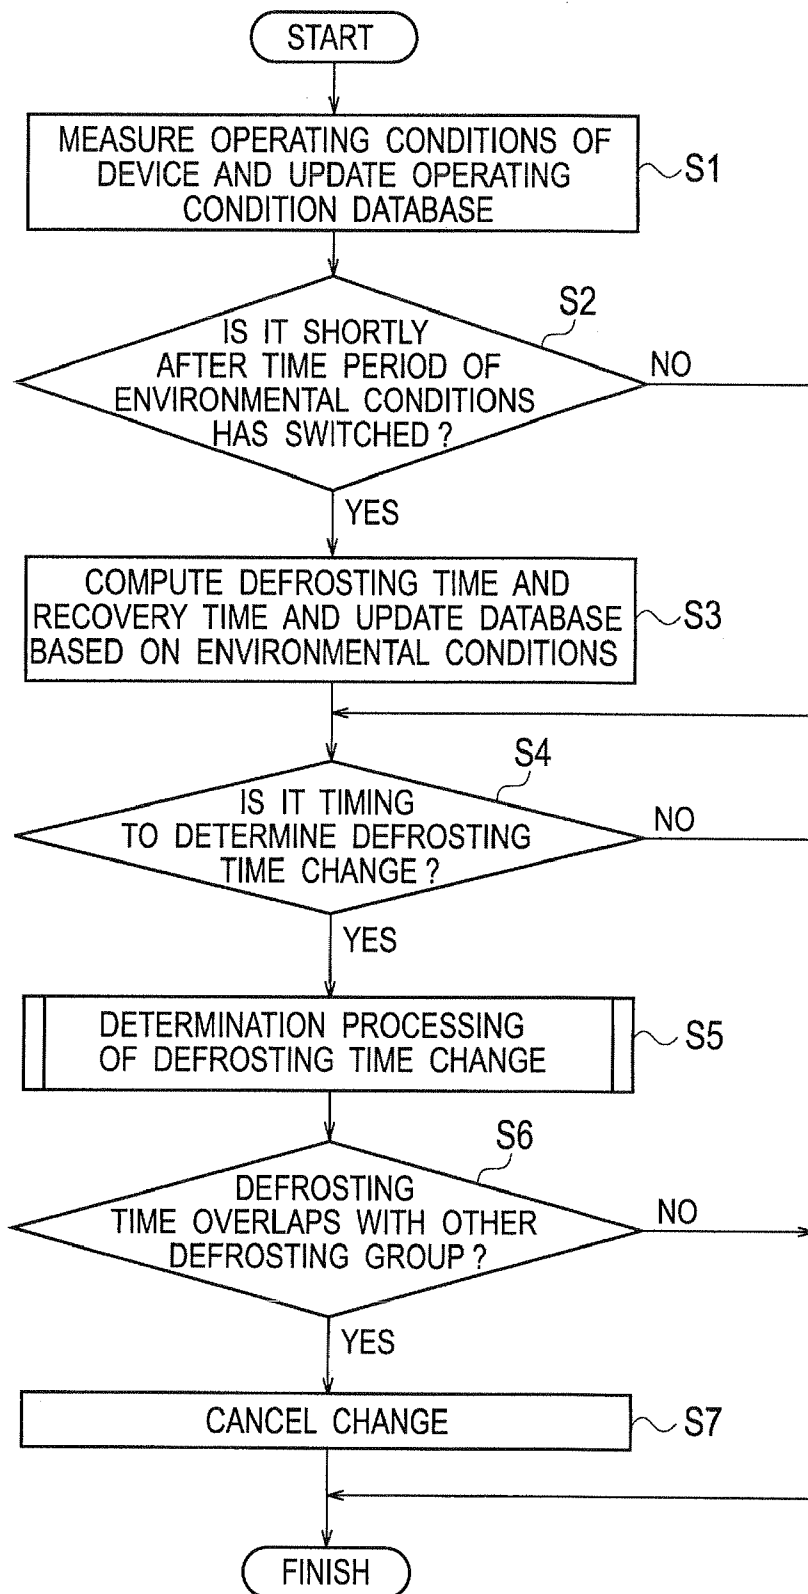 START
MEASURE OPERATING CONDITIONS OF
DEVICE AND UPDATE OPERATING
CONDITION DATABASE
S1
S2
IS IT SHORTLY
AFTER TIME PERIOD OF
ENVIRONMENTAL CONDITIONS
HAS SWITCHED?
NO
YES
COMPUTE DEFROSTING TIME AND
RECOVERY TIME AND UPDATE DATABASE
BASED ON ENVIRONMENTAL CONDITIONS
S3
S4
IS IT TIMING
TO DETERMINE DEFROSTING
TIME CHANGE?
NO
YES
DETERMINATION PROCESSING
OF DEFROSTING TIME CHANGE
S5
S6
DEFROSTING
TIME OVERLAPS WITH OTHER
DEFROSTING GROUP?
NO
YES
CANCEL CHANGE
S7
FINISH